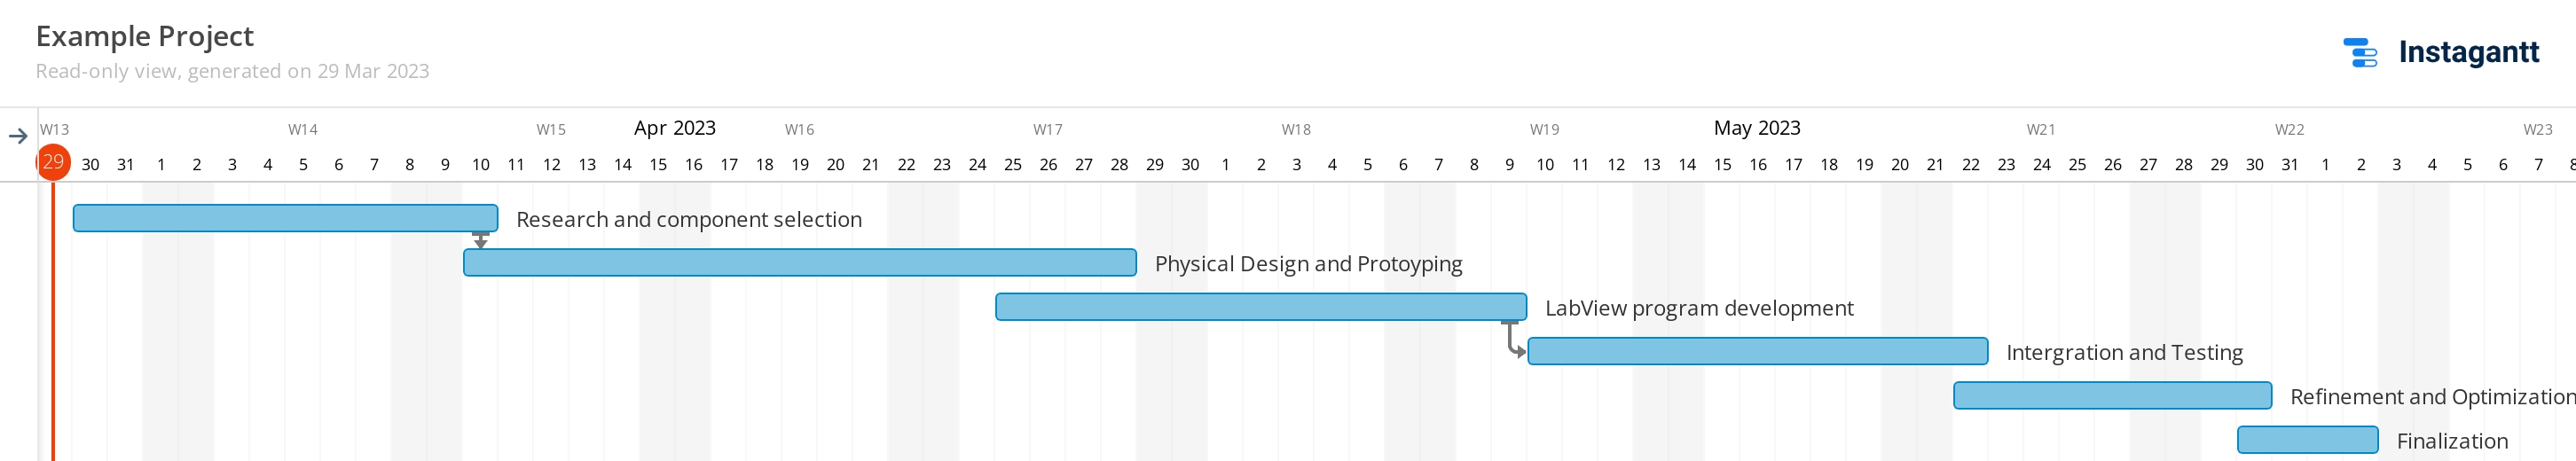 Example Project
Read-only view, generated on 29 Mar 2023
Instagantt
W13 W14 W15 Apr 2023 W16 W17 W18 W19 May 2023 W21 W22 W23
29 30 31 1 2 3 4 5 6 7 8 9 10 11 12 13 14 15 16 17 18 19 20 21 22 23 24 25 26 27 28 29 30 1 2 3 4 5 6 7 8 9 10 11 12 13 14 15 16 17 18 19 20 21 22 23 24 25 26 27 28 29 30 31 1 2 3 4 5 6 7 8
Research and component selection
Physical Design and Protoyping
LabView program development
Intergration and Testing
Refinement and Optimization
Finalization